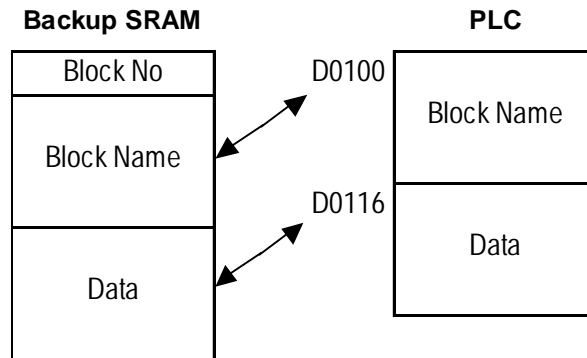 Backup SRAM
PLC
Block No
D0100
Block Name
Block Name
D0116
Data
Data